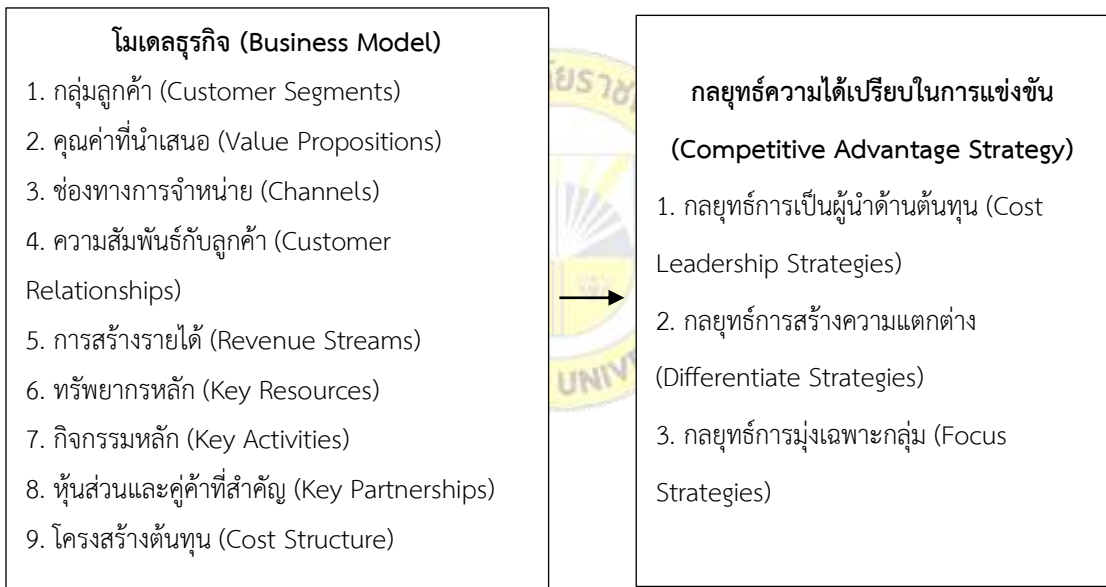 โมเดลธุรกิจ (Business Model)
1. กลุ่มลูกค้า (Customer Segments)
2. คุณค่าที่นำเสนอ (Value Propositions)
3. ช่องทางการจำหน่าย (Channels)
4. ความสัมพันธ์กับลูกค้า (Customer
Relationships)
5. การสร้างรายได้ (Revenue Streams)
6. ทรัพยากรหลัก (Key Resources)
7. กิจกรรมหลัก (Key Activities)
8. หุ้นส่วนและคู่ค้าที่สำคัญ (Key Partnerships)
9. โครงสร้างต้นทุน (Cost Structure)
กลยุทธ์ความได้เปรียบในการแข่งขัน
(Competitive Advantage Strategy)
1. กลยุทธ์การเป็นผู้นำด้านต้นทุน (Cost
Leadership Strategies)
2. กลยุทธ์การสร้างความแตกต่าง
(Differentiate Strategies)
3. กลยุทธ์การมุ่งเฉพาะกลุ่ม (Focus
Strategies)